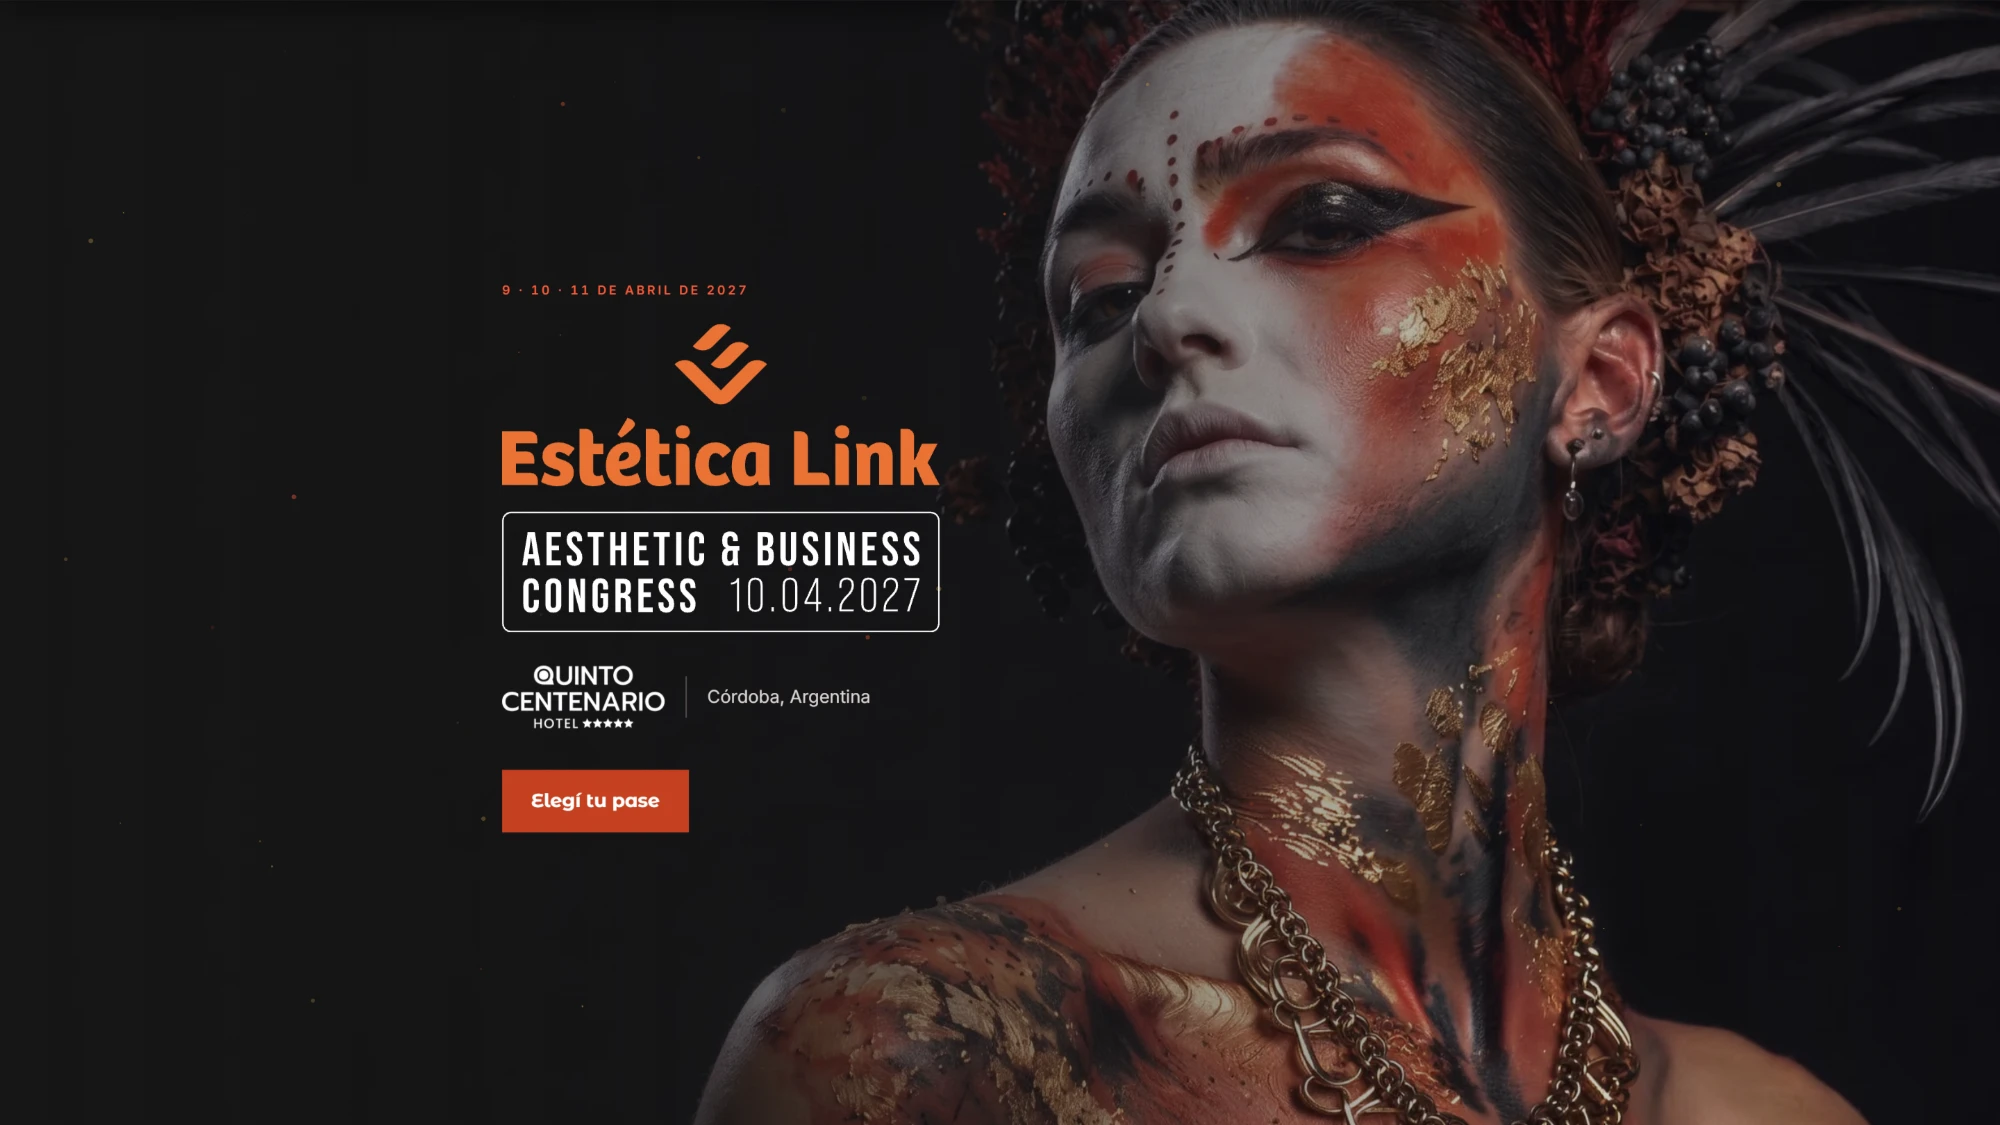 9 · 10 · 11 DE ABRIL DE 2027
Estética Link
AESTHETIC & BUSINESS
CONGRESS 10.04.2027
QUINTO
CENTENARIO
HOTEL ★★★★★
Córdoba, Argentina
Elegí tu pase